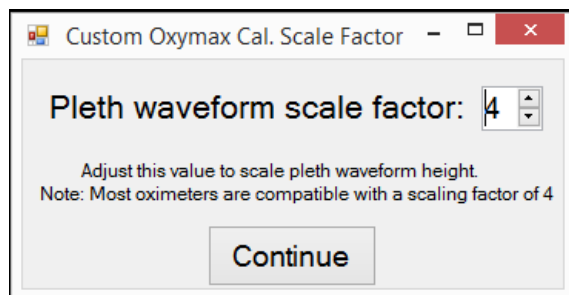 Custom Oxymax Cal. Scale Factor
Pleth waveform scale factor: 4
Adjust this value to scale pleth waveform height.
Note: Most oximeters are compatible with a scaling factor of 4
Continue